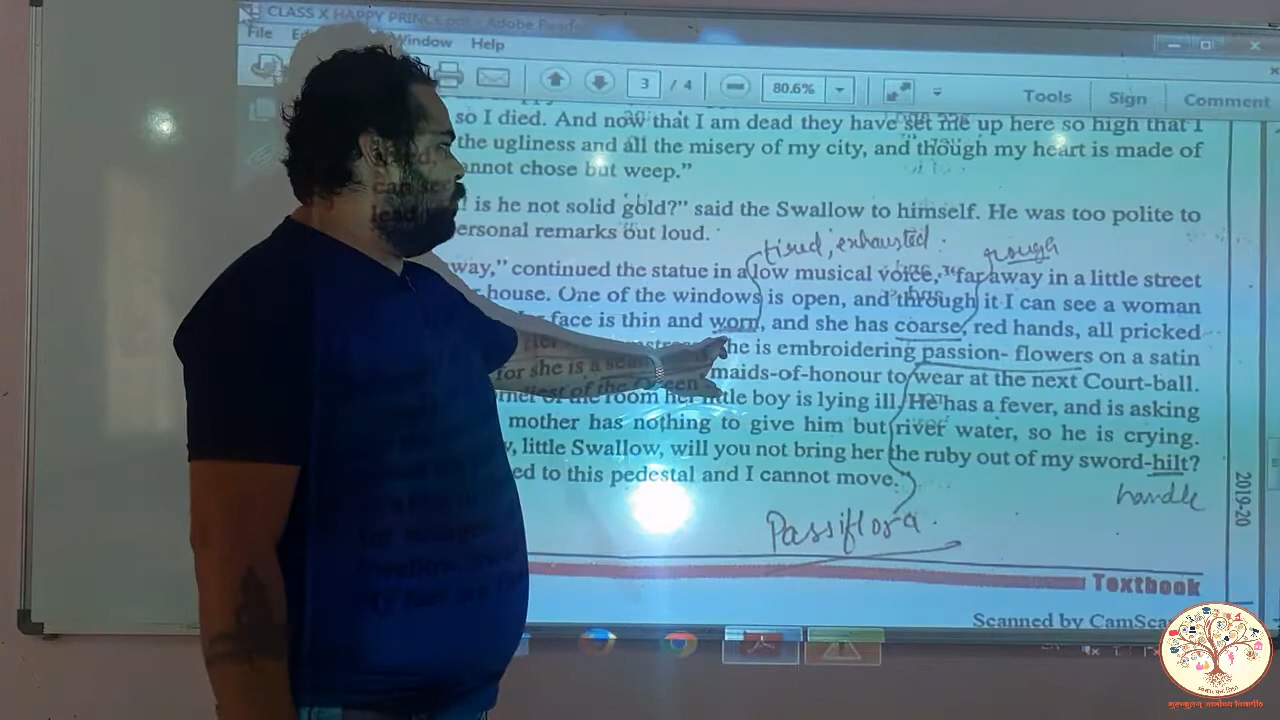 CLASS X HAPPY PRINCE.pdf - Adobe Reade
File Window Help
3 / 4 80.6% Tools Sign Comment
so I died. And now that I am dead they have set me up here so high that I
the ugliness and all the misery of my city, and though my heart is made of
nnot chose but weep."
is he not solid gold?" said the Swallow to himself. He was too polite to
ersonal remarks out loud.
tired, exhausted. rough
way," continued the statue in a low musical voice, "far away in a little street
house. One of the windows is open, and through it I can see a woman
face is thin and worn, and she has coarse, red hands, all pricked
he is embroidering passion- flowers on a satin
for she is a maids-of-honour to wear at the next Court-ball.
of the room her little boy is lying ill. He has a fever, and is asking
mother has nothing to give him but river water, so he is crying.
, little Swallow, will you not bring her the ruby out of my sword-hilt?
ed to this pedestal and I cannot move."
handle
Passiflora.
2019-20
Textbook
Scanned by CamSca